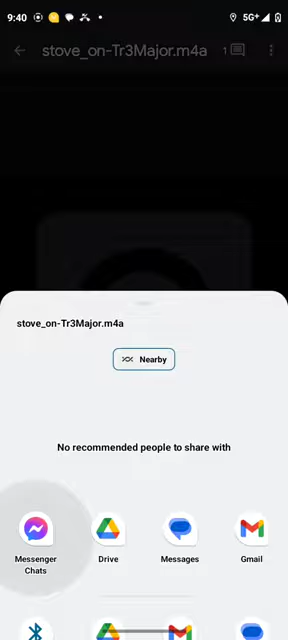 9:40
5G+
stove_on-Tr3Major.m4a
1
stove_on-Tr3Major.m4a
Nearby
No recommended people to share with
Messenger Chats
Drive
Messages
Gmail